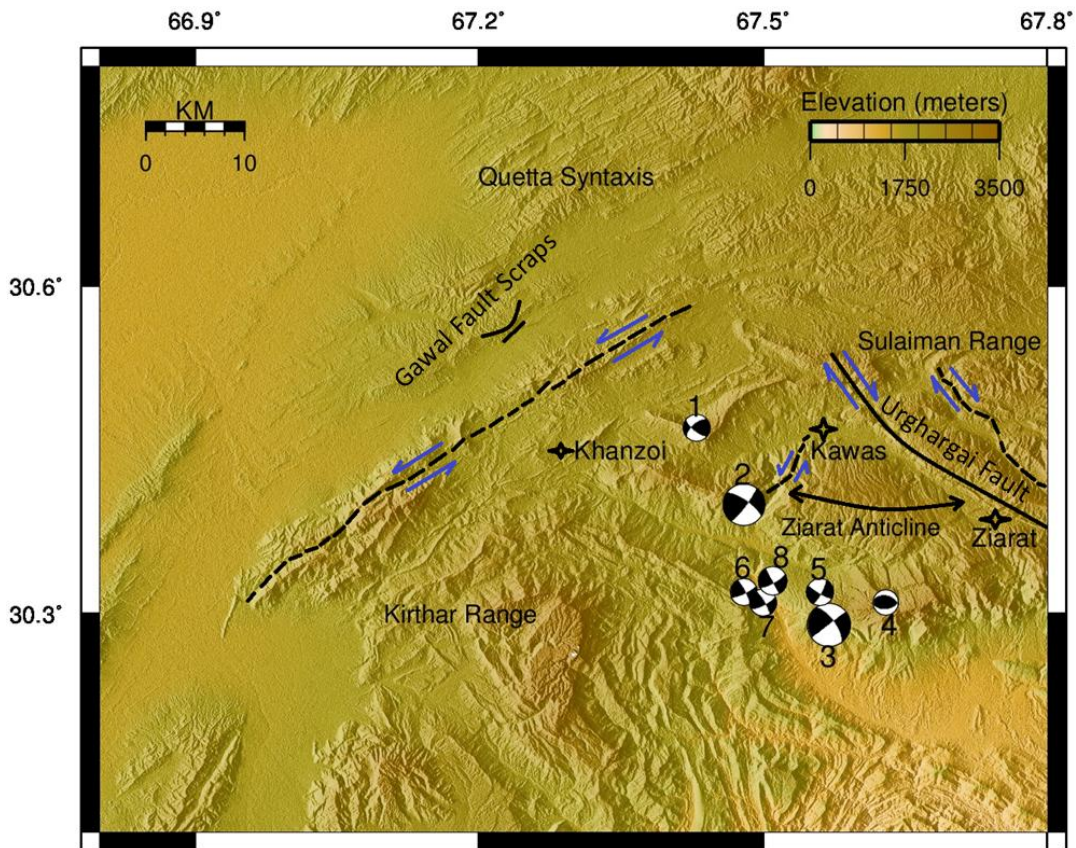 66.9° 67.2° 67.5° 67.8°
KM
0 10
Elevation (meters)
0 1750 3500
Quetta Syntaxis
30.6°
Gawal Fault Scraps
Sulaiman Range
1
Khanzoi
Kawas
Urghargai Fault
2
Ziarat Anticline
Ziarat
6 8 5
30.3°
Kirthar Range
7
3
4